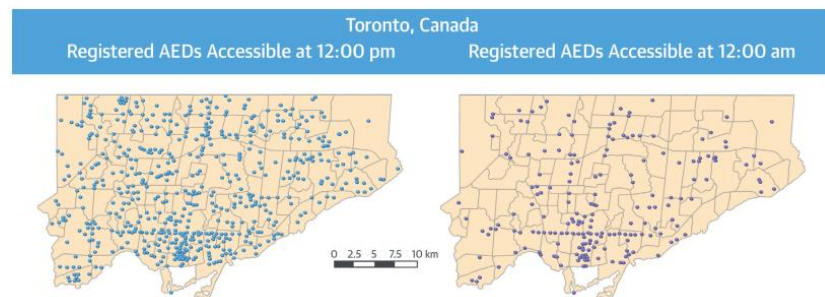 Toronto, Canada
Registered AEDs Accessible at 12:00 pm
Registered AEDs Accessible at 12:00 am
0 2.5 5 7.5 10 km